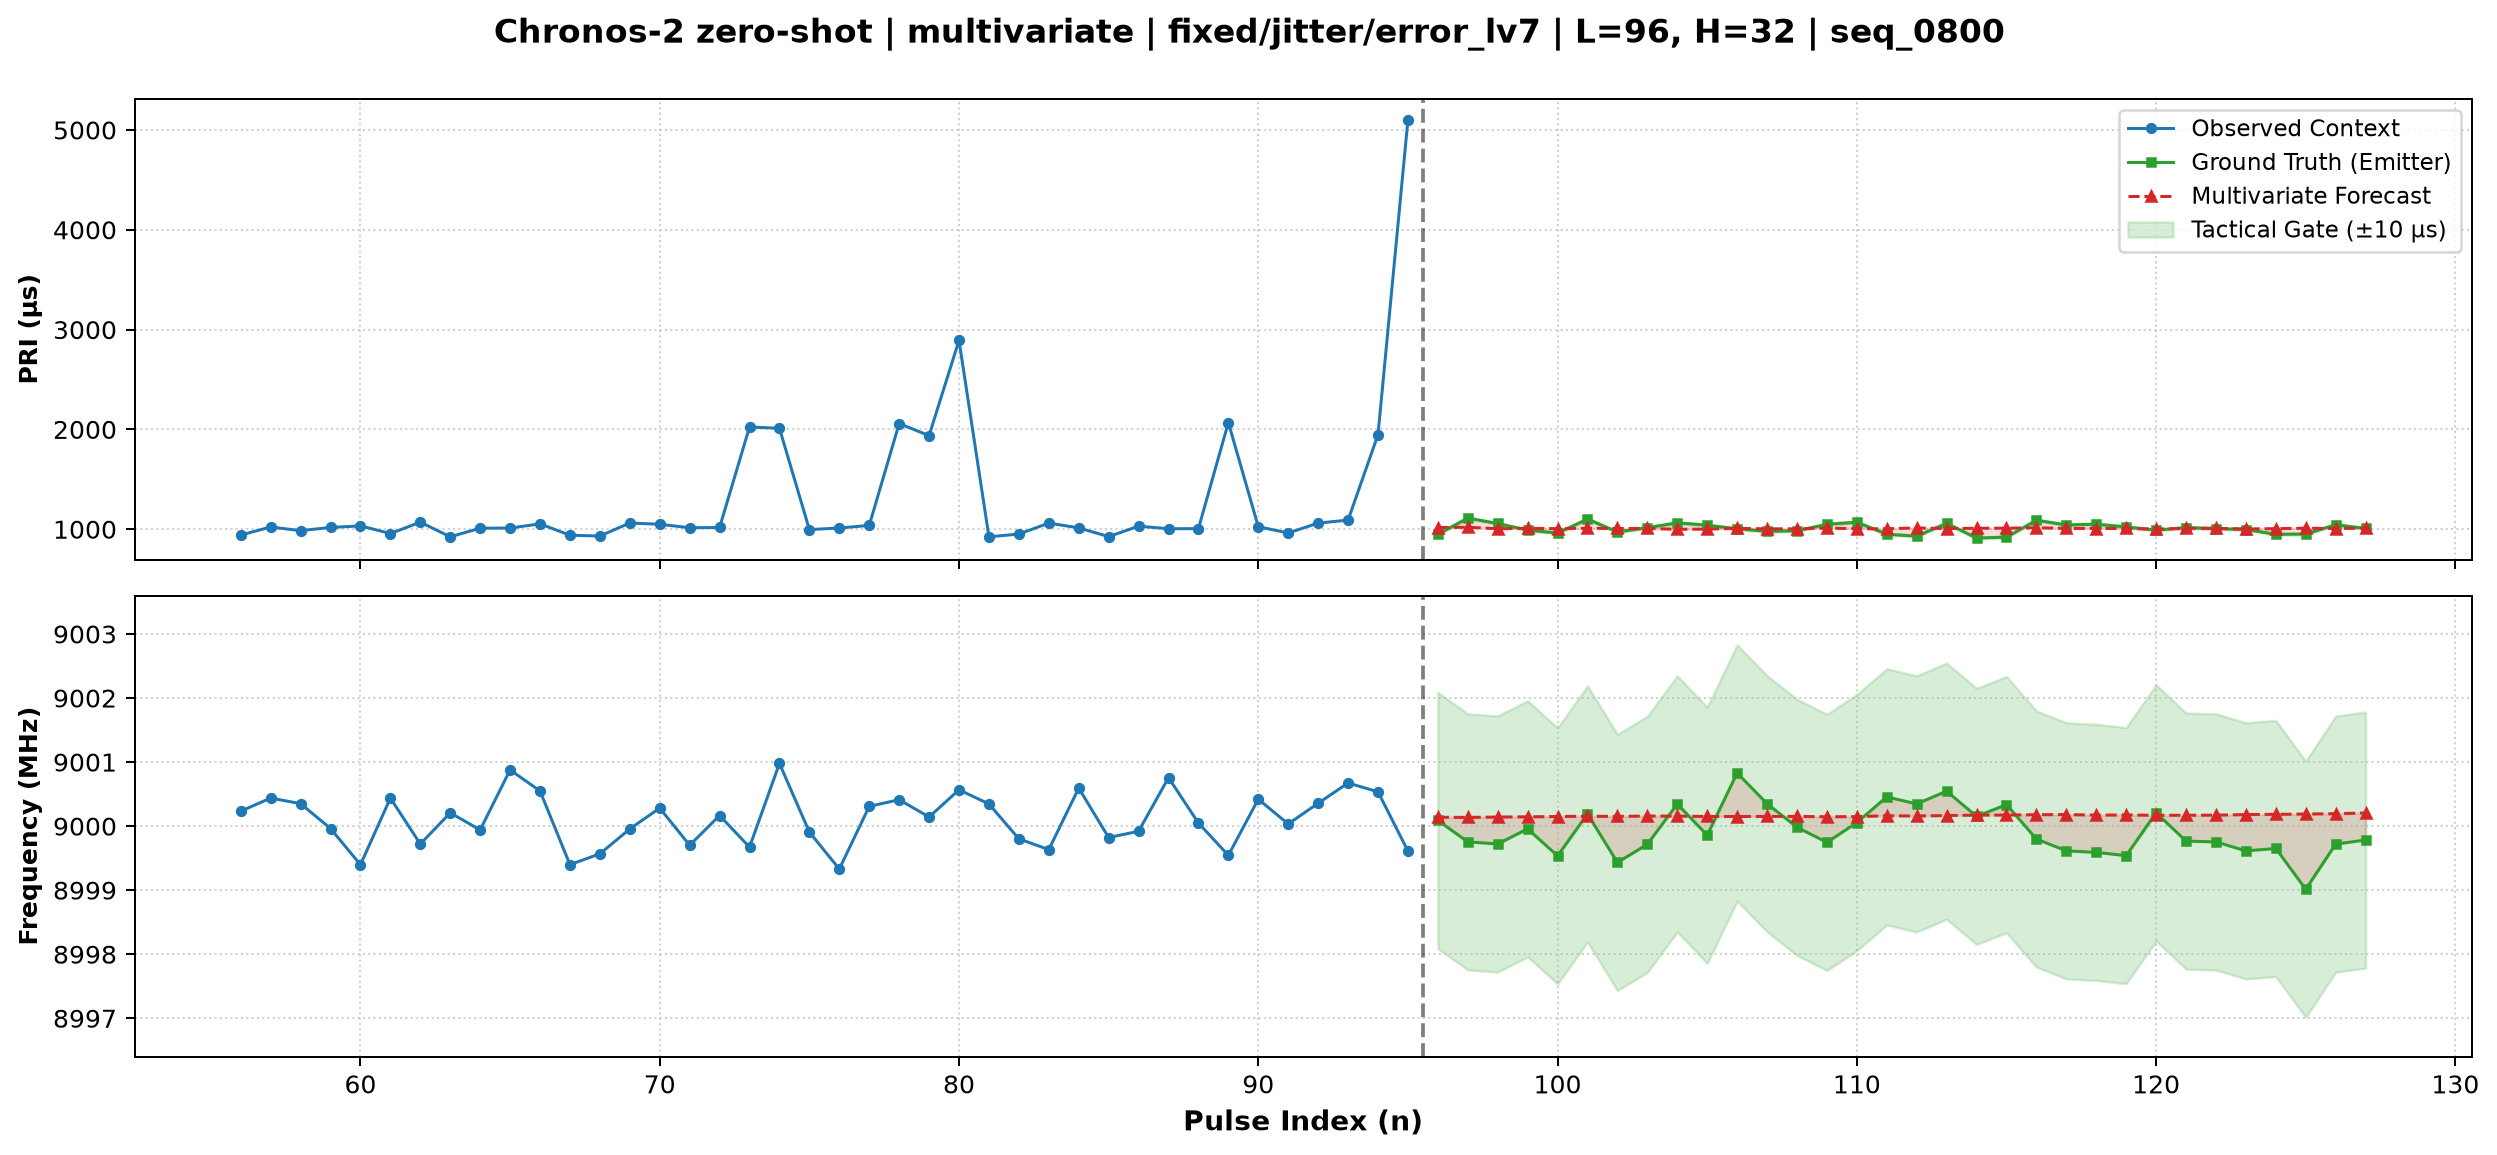 Chronos-2 zero-shot | multivariate | fixed/jitter/error_lv7 | L=96, H=32 | seq_0800
5000
4000
3000
2000
1000
PRI (µs)
Observed Context
Ground Truth (Emitter)
Multivariate Forecast
Tactical Gate (±10 µs)
9003
9002
9001
9000
8999
8998
8997
Frequency (MHz)
60
70
80
90
100
110
120
130
Pulse Index (n)